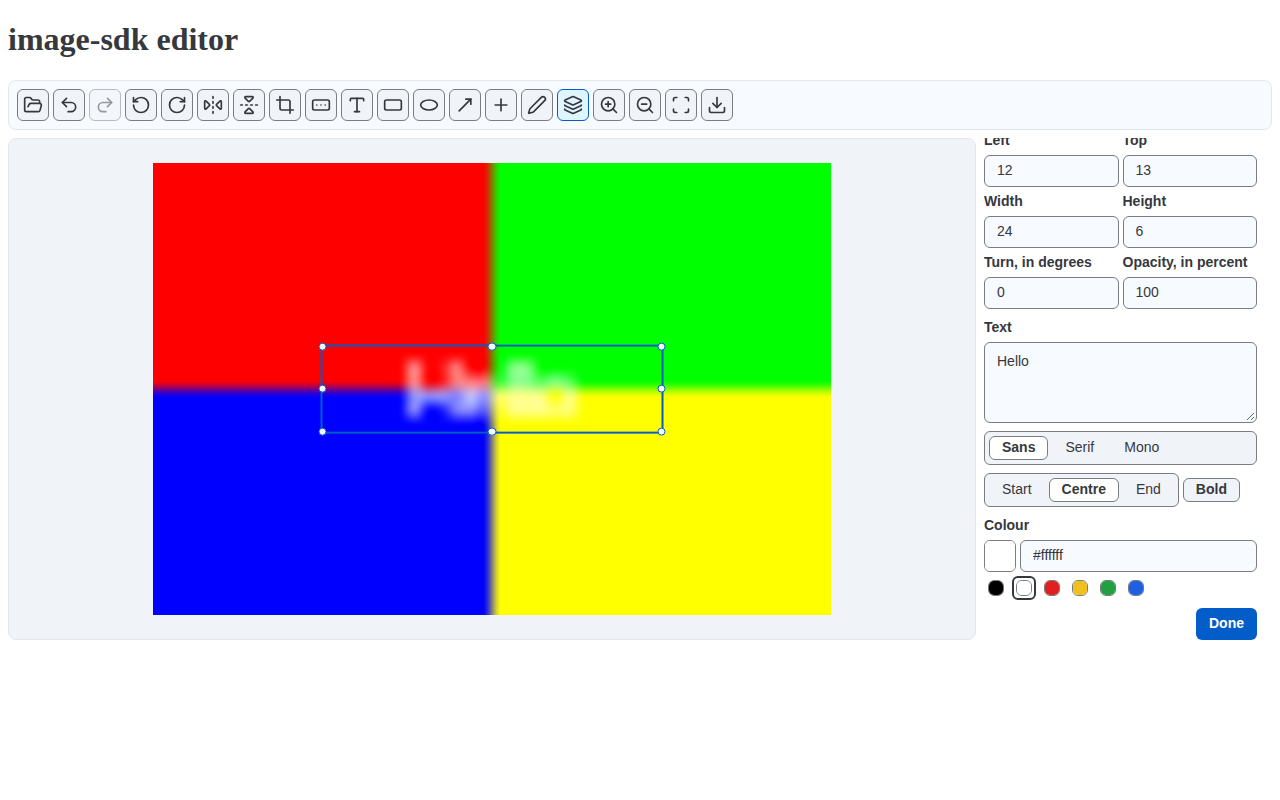 image-sdk editor
Left Top
12 13
Width Height
24 6
Turn, in degrees Opacity, in percent
0 100
Text
Hello
Sans Serif Mono
Start Centre End Bold
Colour
#ffffff
Done